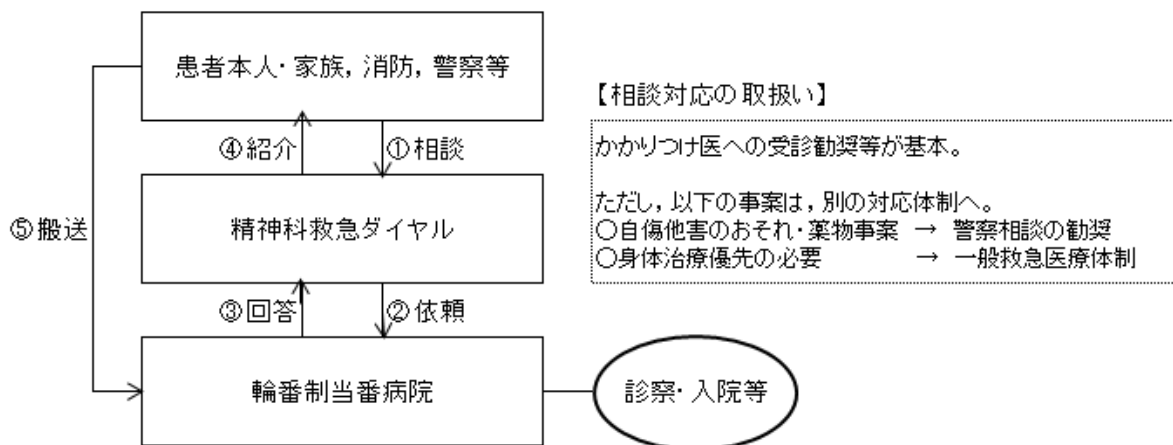 患者本人・家族，消防，警察等
④紹介
①相談
⑤搬送
精神科救急ダイヤル
③回答
②依頼
輪番制当番病院
診察・入院等
【相談対応の取扱い】
かかりつけ医への受診勧奨等が基本。
ただし，以下の事案は，別の対応体制へ。
○自傷他害のおそれ・薬物事案 → 警察相談の勧奨
○身体治療優先の必要 → 一般救急医療体制